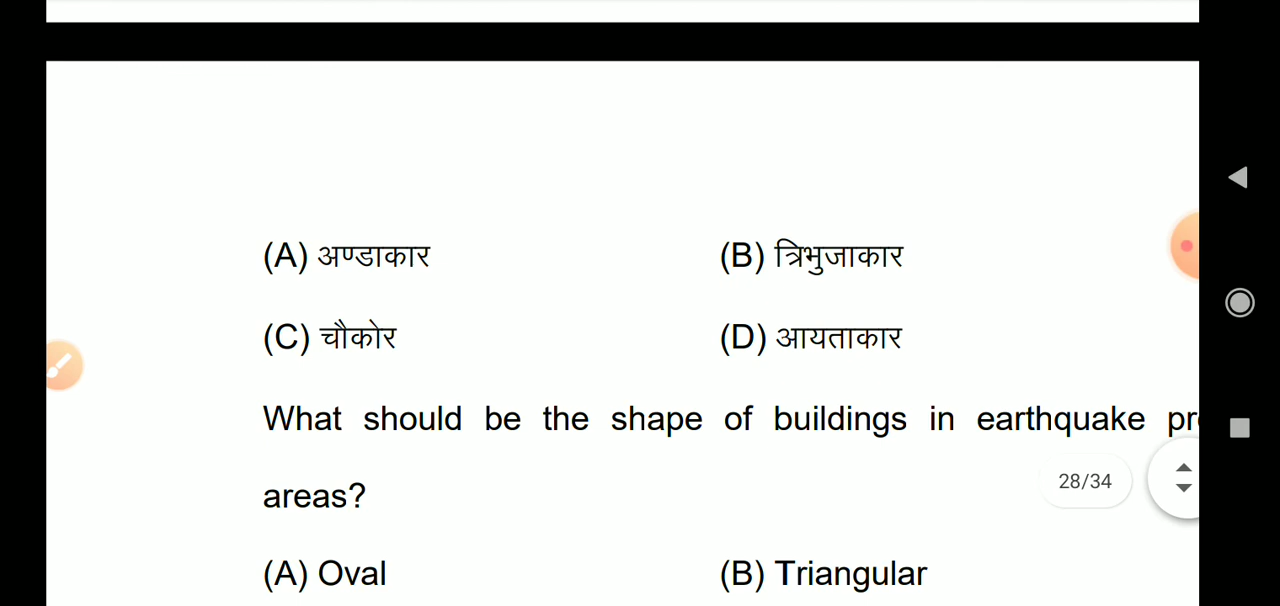 (A) अण्डाकार (B) त्रिभुजाकार
(C) चौकोर (D) आयताकार
What should be the shape of buildings in earthquake
areas?
28/34
(A) Oval (B) Triangular